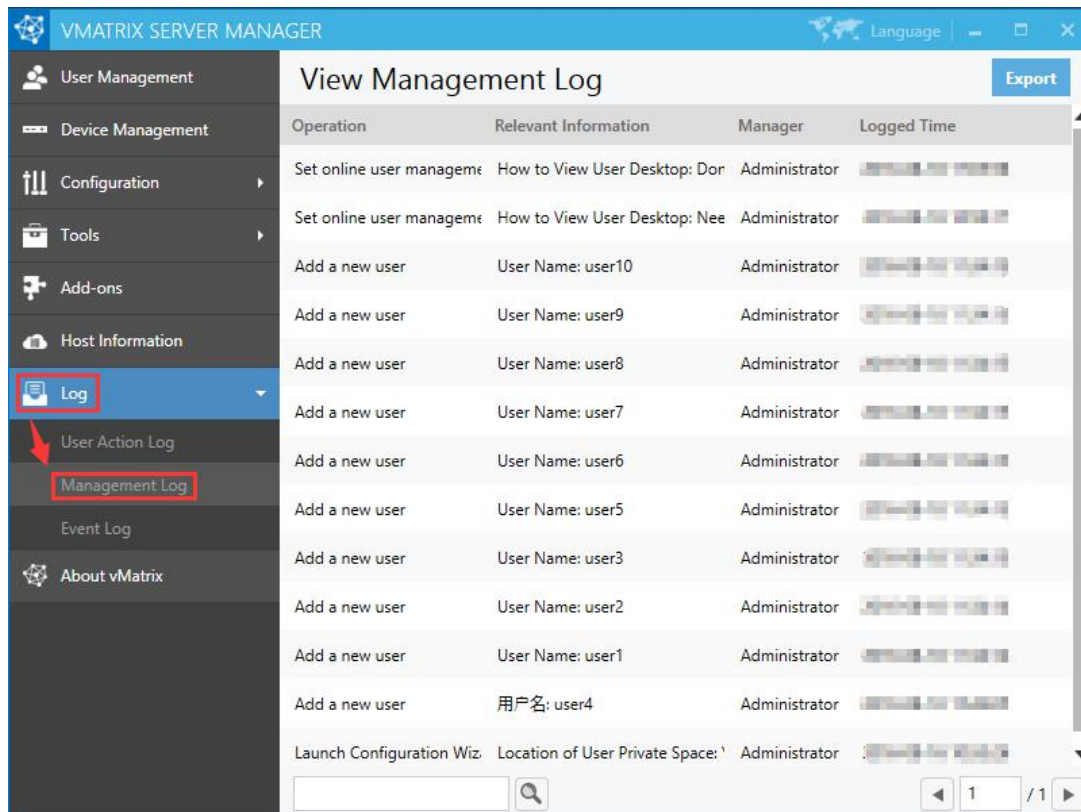 VMATRIX SERVER MANAGER Language
User Management
Device Management
Configuration
Tools
Add-ons
Host Information
Log
User Action Log
Management Log
Event Log
About vMatrix
View Management Log Export
Operation Relevant Information Manager Logged Time
Set online user manageme How to View User Desktop: Don Administrator
Set online user manageme How to View User Desktop: Nee Administrator
Add a new user User Name: user10 Administrator
Add a new user User Name: user9 Administrator
Add a new user User Name: user8 Administrator
Add a new user User Name: user7 Administrator
Add a new user User Name: user6 Administrator
Add a new user User Name: user5 Administrator
Add a new user User Name: user3 Administrator
Add a new user User Name: user2 Administrator
Add a new user User Name: user1 Administrator
Add a new user 用户名: user4 Administrator
Launch Configuration Wiz Location of User Private Space: Administrator
1 / 1